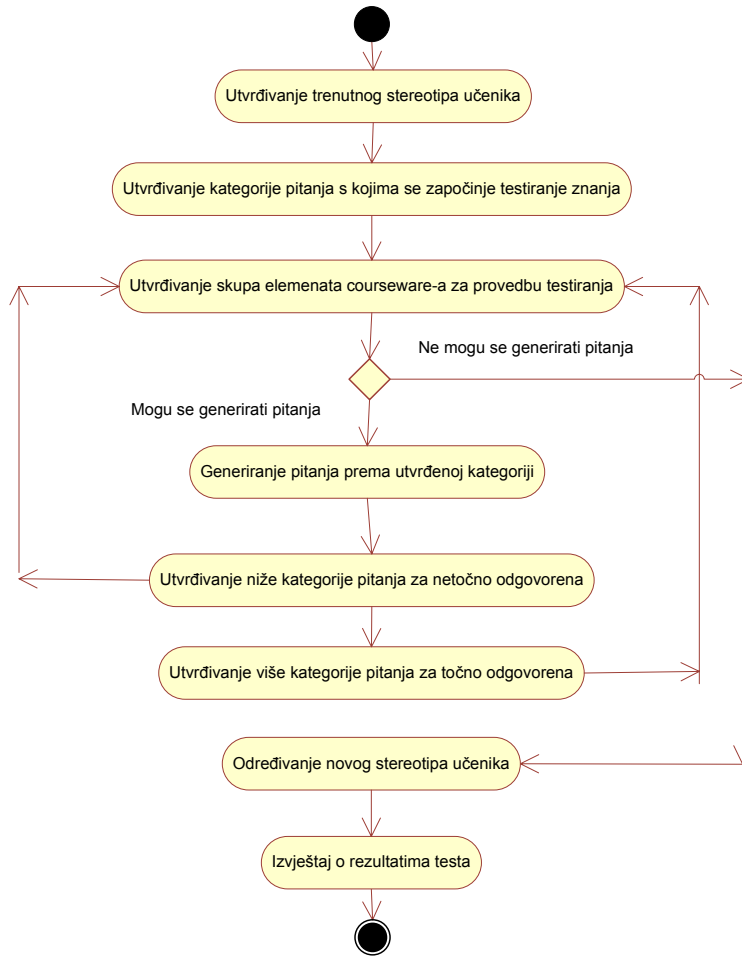 Utvrđivanje trenutnog stereotipa učenika
Utvrđivanje kategorije pitanja s kojima se započinje testiranje znanja
Utvrđivanje skupa elemenata courseware-a za provedbu testiranja
Ne mogu se generirati pitanja
Mogu se generirati pitanja
Generiranje pitanja prema utvrđenoj kategoriji
Utvrđivanje niže kategorije pitanja za netočno odgovorena
Utvrđivanje više kategorije pitanja za točno odgovorena
Određivanje novog stereotipa učenika
Izvještaj o rezultatima testa